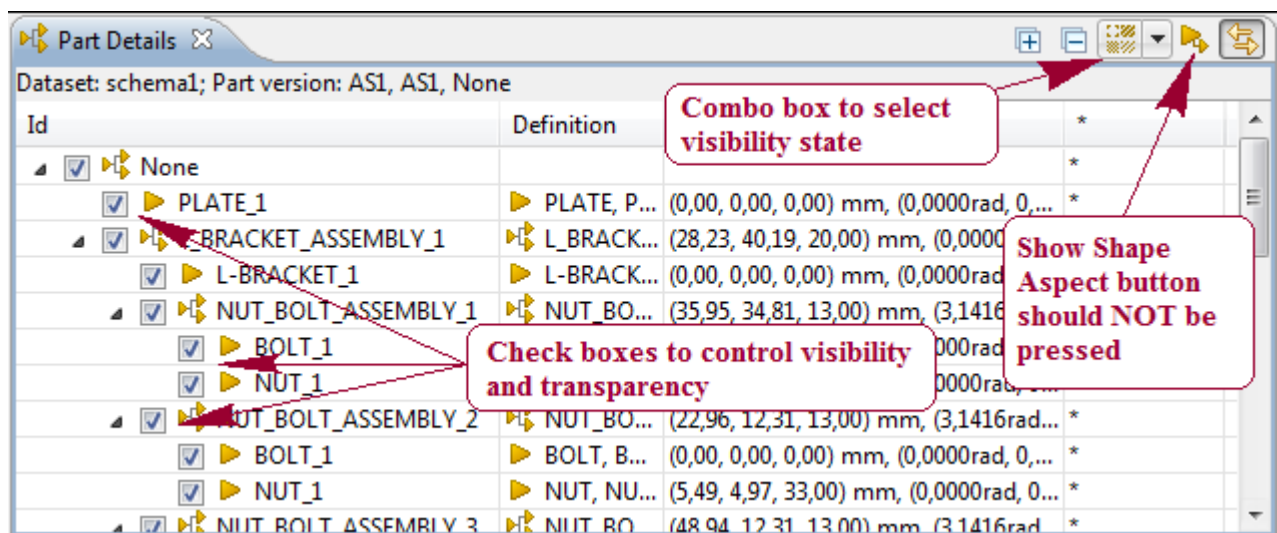 Part Details
Dataset: schema1; Part version: AS1, AS1, None
Combo box to select
visibility state
Id Definition *
None *
PLATE_1 PLATE, P... (0,00, 0,00, 0,00) mm, (0,0000rad, 0,... *
_BRACKET_ASSEMBLY_1 L_BRACK... (28,23, 40,19, 20,00) mm, (0,0000
Show Shape
Aspect button
should NOT be
pressed
L-BRACKET_1 L-BRACK... (0,00, 0,00, 0,00) mm, (0,0000rad
NUT_BOLT_ASSEMBLY_1 NUT_BO... (35,95, 34,81, 13,00) mm, (3,1416
BOLT_1 000rad
Check boxes to control visibility
and transparency
NUT_1 0000rad, 0... *
NUT_BOLT_ASSEMBLY_2 NUT_BO... (22,96, 12,31, 13,00) mm, (3,1416rad... *
BOLT_1 BOLT, B... (0,00, 0,00, 0,00) mm, (0,0000rad, 0,... *
NUT_1 NUT, NU... (5,49, 4,97, 33,00) mm, (0,0000rad, 0... *
NUT_BOLT_ASSEMBLY_3 NUT_BO... (48,94, 12,31, 13,00) mm, (3,1416rad... *